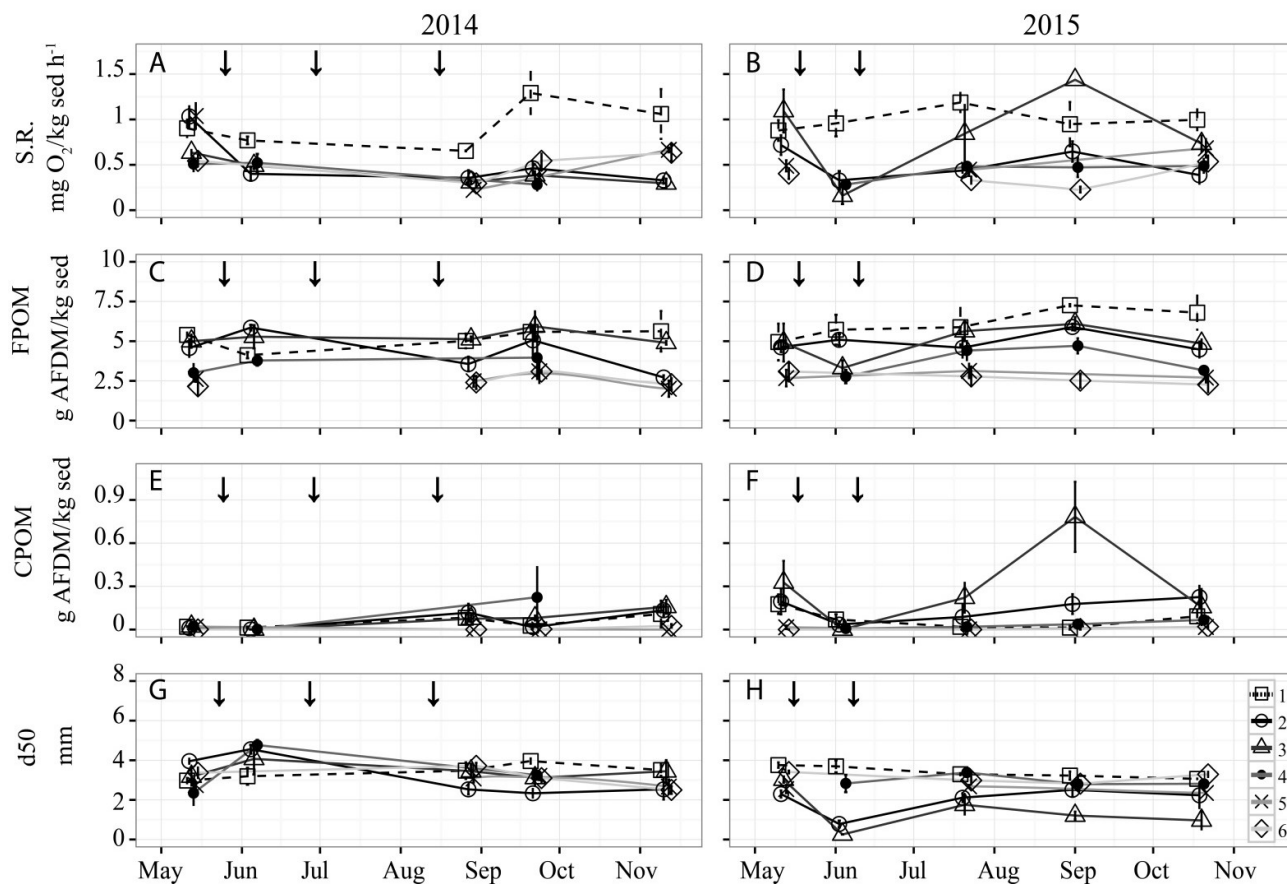 2014 2015
A B
S.R.
mg O₂/kg sed h⁻¹
1.5
1
0.5
0
C D
FPOM
g AFDM/kg sed
10
7.5
5
2.5
0
E F
CPOM
g AFDM/kg sed
0.9
0.6
0.3
0
G H
d50
mm
8
6
4
2
0
1
2
3
4
5
6
May Jun Jul Aug Sep Oct Nov May Jun Jul Aug Sep Oct Nov